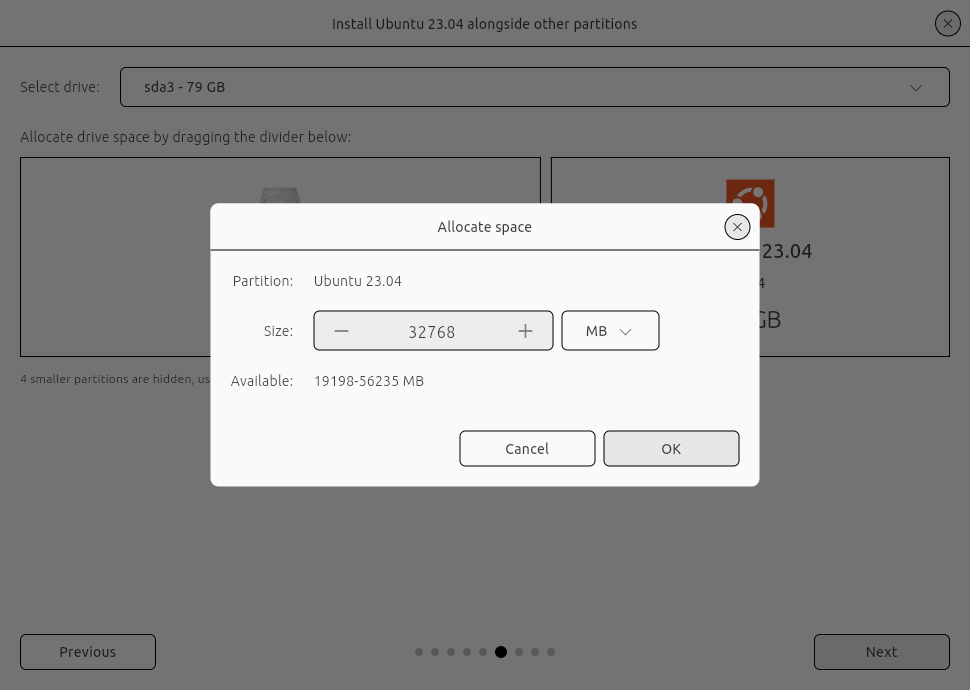 Install Ubuntu 23.04 alongside other partitions
Select drive: sda3 - 79 GB
Allocate drive space by dragging the divider below:
Allocate space
23.04
Partition: Ubuntu 23.04
4
Size: 32768 MB
GB
4 smaller partitions are hidden, us
Available: 19198-56235 MB
Cancel OK
Previous Next